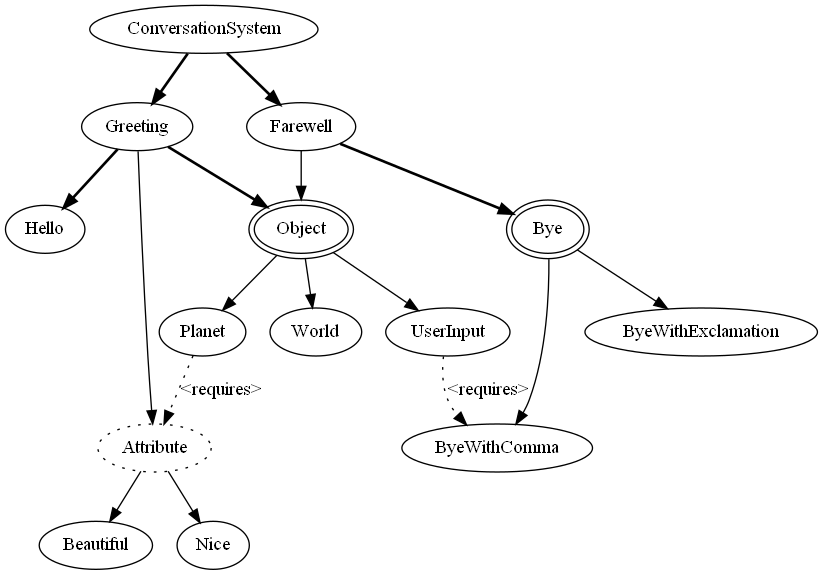 ConversationSystem
Greeting
Farewell
Hello
Object
Bye
Planet
World
UserInput
ByeWithExclamation
<requires>
<requires>
Attribute
ByeWithComma
Beautiful
Nice